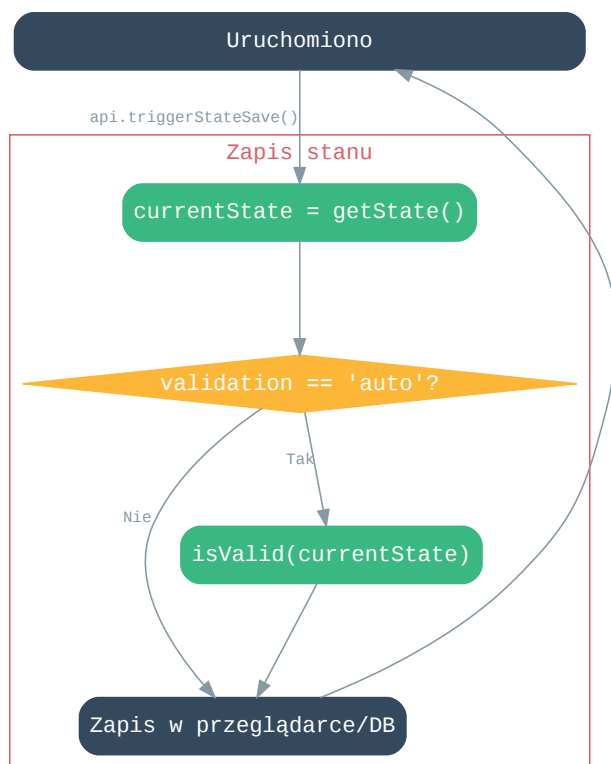 Uruchomiono
api.triggerStateSave()
Zapis stanu
currentState = getState()
validation == 'auto'?
Tak
Nie
isValid(currentState)
Zapis w przeglądarce/DB